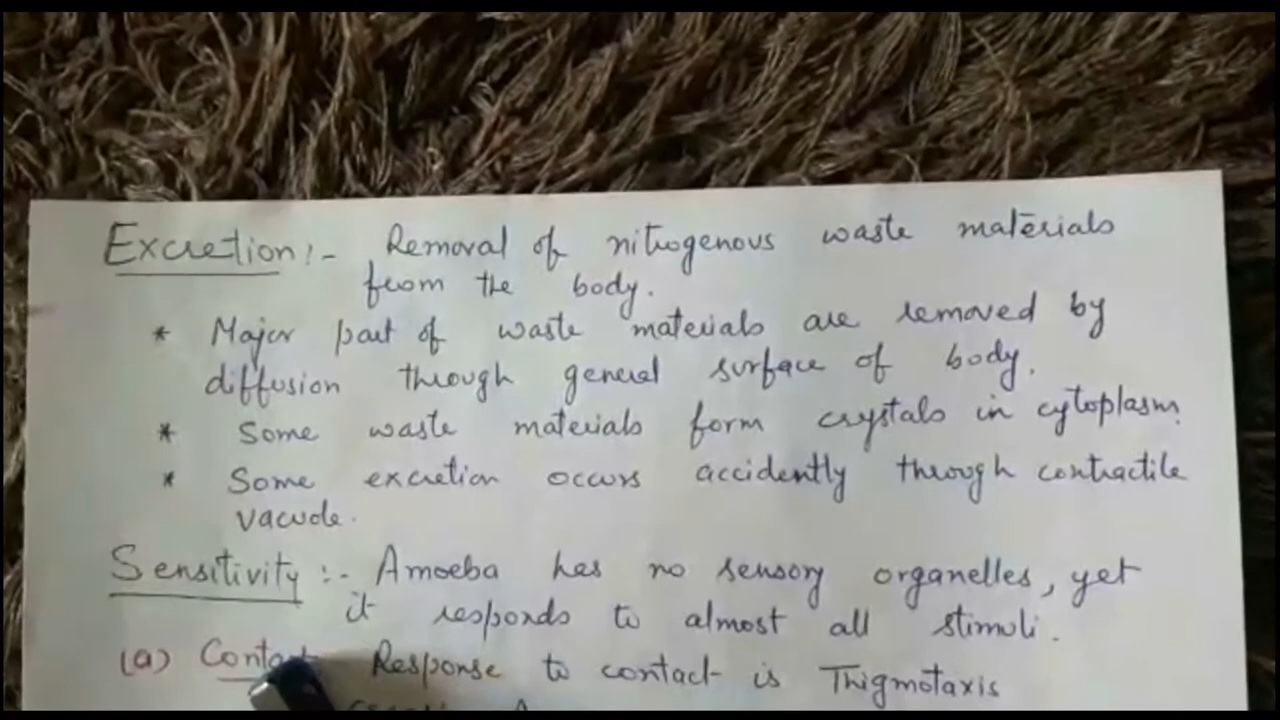 Excretion :- Removal of nitrogenous waste materials
from the body.
* Major part of waste materials are removed by
diffusion through general surface of body.
* Some waste materials form crystals in cytoplasm.
* Some excretion occurs accidently through contractile
vacuole.
Sensitivity :- Amoeba has no sensory organelles, yet
it responds to almost all stimuli.
(a) Contact Response to contact is Thigmotaxis